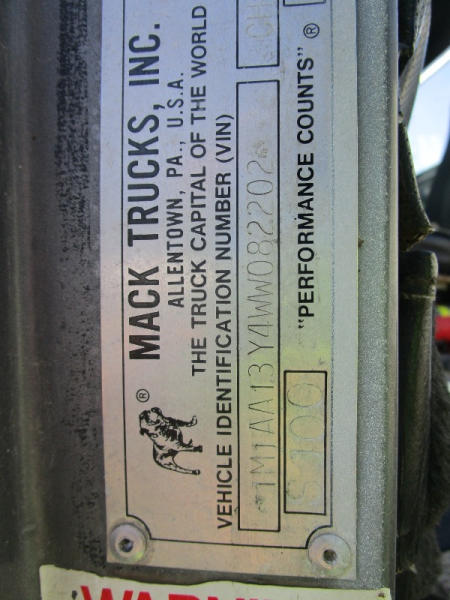 MACK TRUCKS, INC.
ALLENTOWN, PA., U.S.A.
THE TRUCK CAPITAL OF THE WORLD
VEHICLE IDENTIFICATION NUMBER (VIN)
*1M1AA13Y4WW082202*
"PERFORMANCE COUNTS"®
®